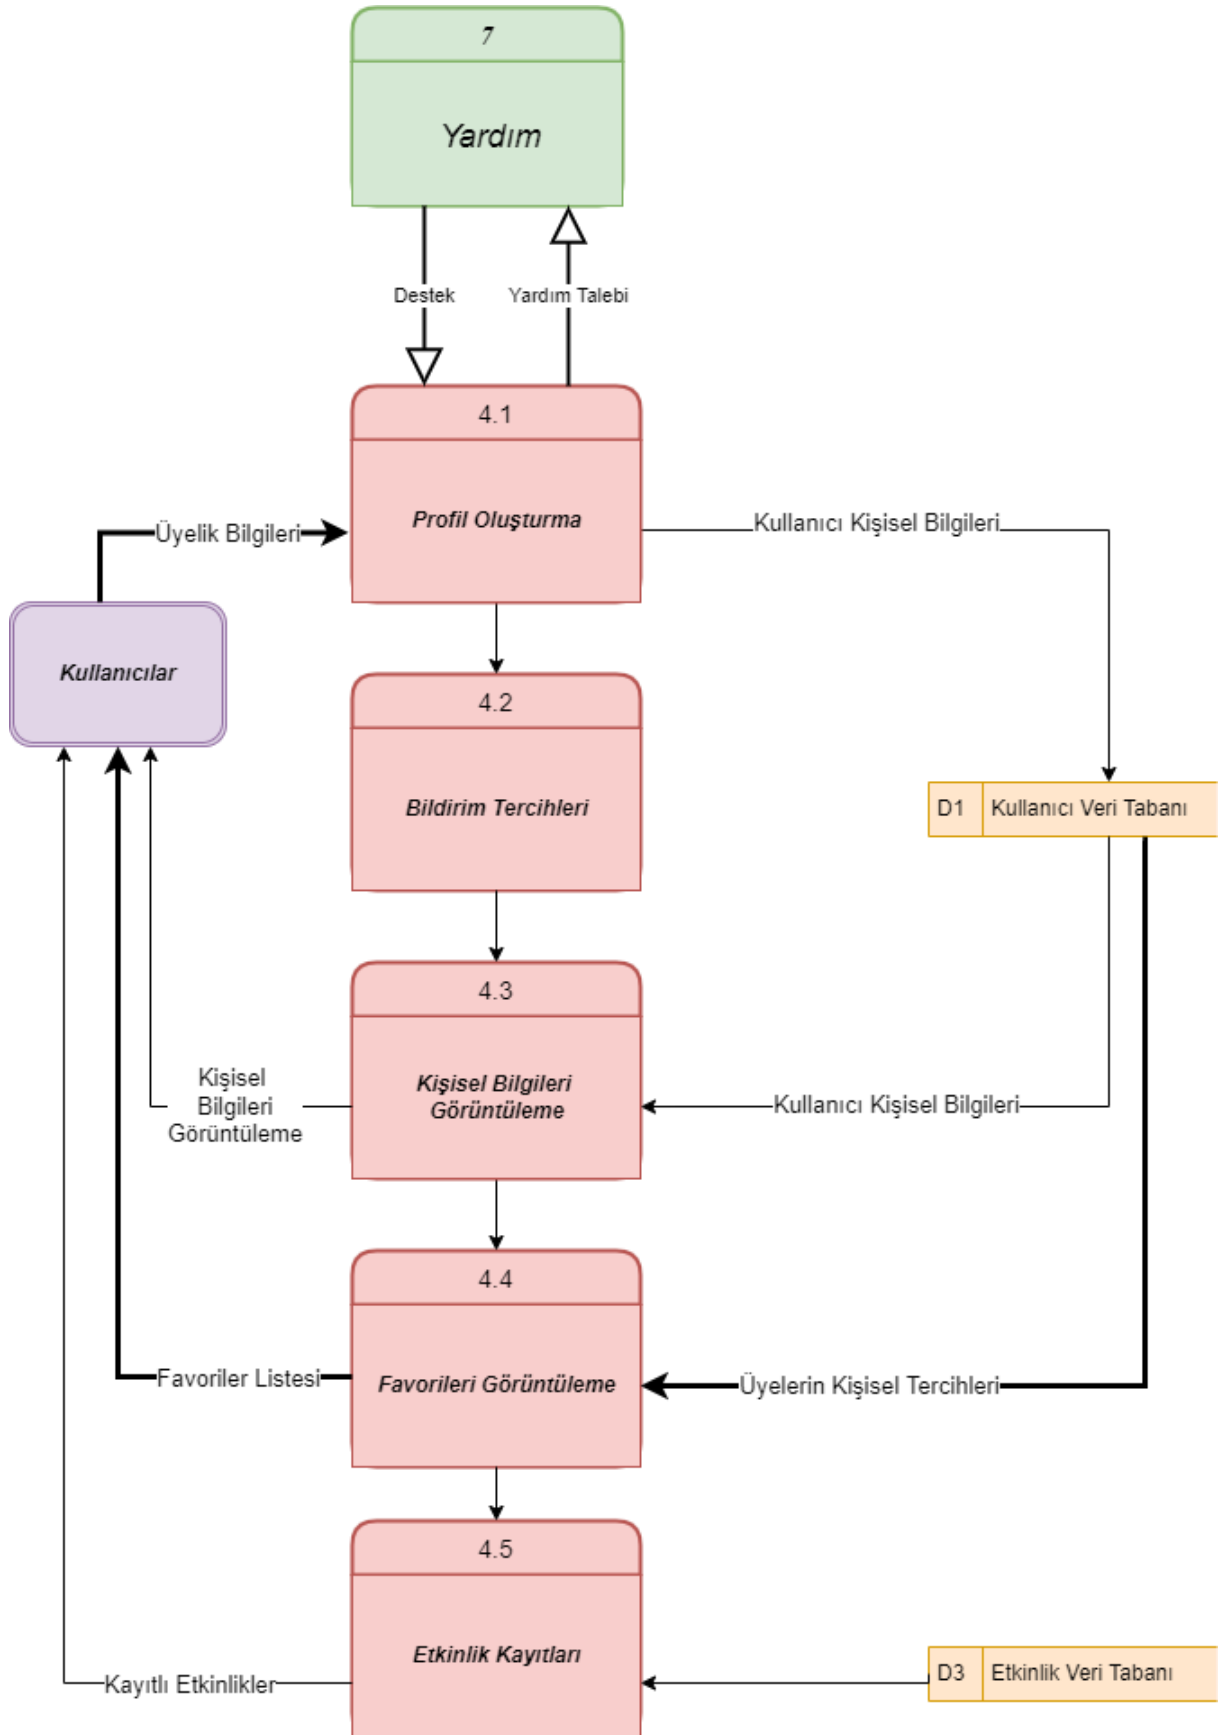 7
Yardım
Destek
Yardım Talebi
4.1
Profil Oluşturma
Üyelik Bilgileri
Kullanıcı Kişisel Bilgileri
Kullanıcılar
4.2
Bildirim Tercihleri
D1
Kullanıcı Veri Tabanı
4.3
Kişisel Bilgileri
Görüntüleme
Kişisel
Bilgileri
Görüntüleme
Kullanıcı Kişisel Bilgileri
4.4
Favorileri Görüntüleme
Favoriler Listesi
Üyelerin Kişisel Tercihleri
4.5
Etkinlik Kayıtları
Kayıtlı Etkinlikler
D3
Etkinlik Veri Tabanı